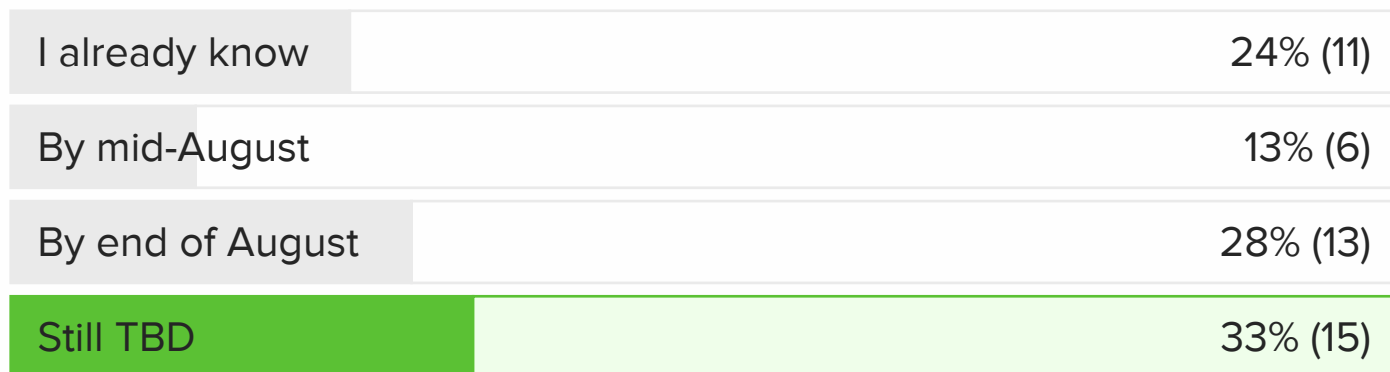 I already know 24% (11)
By mid-August 13% (6)
By end of August 28% (13)
Still TBD 33% (15)